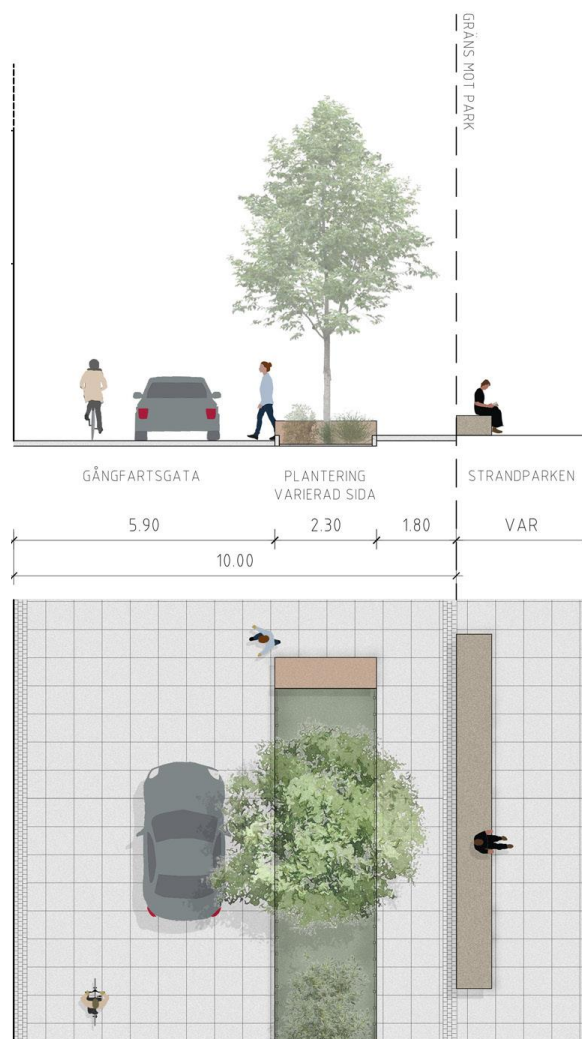 GRÄNS MOT PARK
GÅNGFARTSGATA
PLANTERING
VARIERAD SIDA
STRANDPARKEN
5.90
2.30
1.80
VAR
10.00